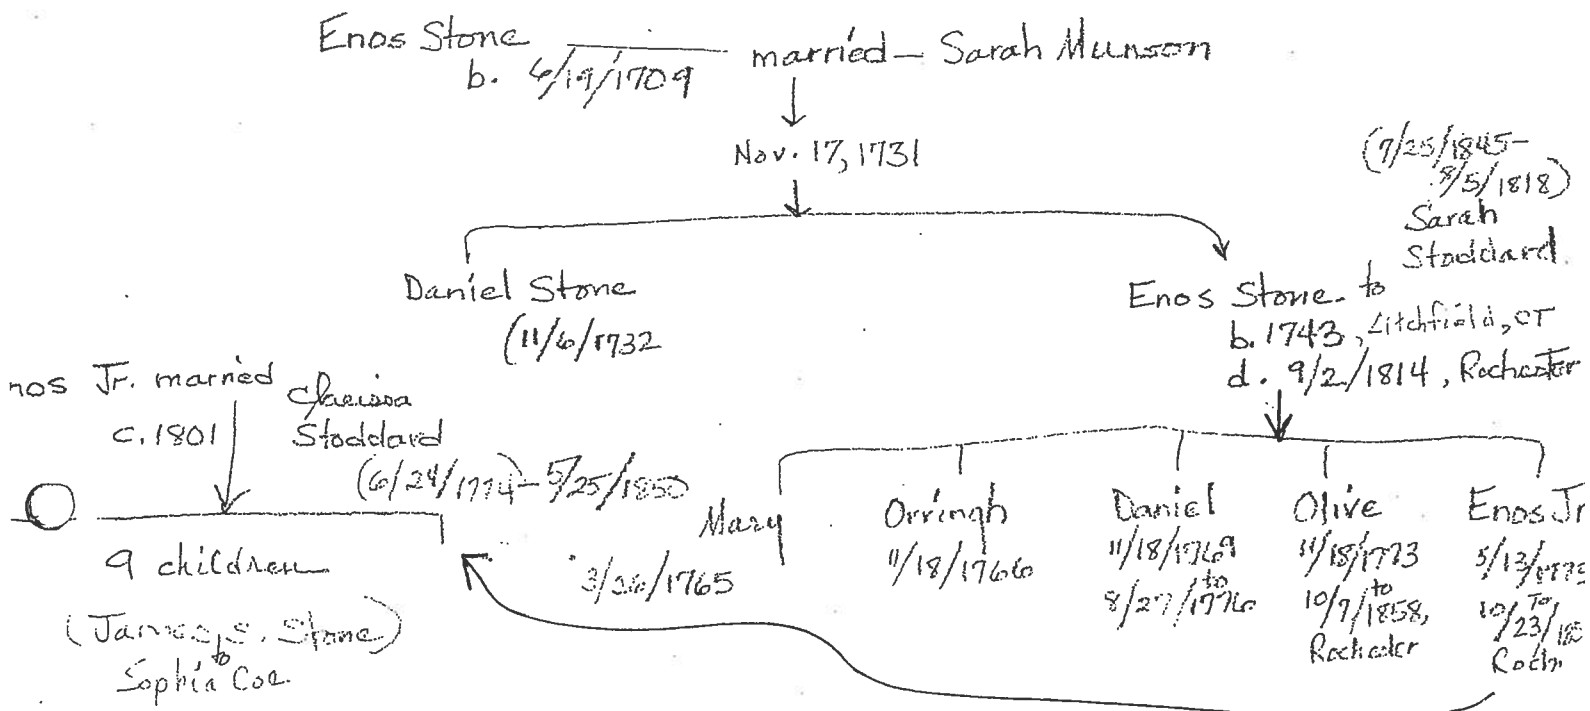 Enos Stone married - Sarah Munson
b. 6/19/1709
Nov. 17, 1731
(7/25/1845-
8/5/1818)
Sarah
Stoddard
Daniel Stone
(11/6/1732
Enos Stone to
b. 1743, Litchfield, CT
d. 9/2/1814, Rochester
nos Jr. married
c. 1801
Clarissa
Stoddard
(6/24/1774) - 5/25/1850
9 children
(James S. Stone)
to
Sophia Coe
Mary
3/26/1765
Orringh
11/18/1766
Daniel
11/18/1769
to
8/27/1776
Olive
11/18/1773
to
10/7/1858,
Rochester
Enos Jr
5/13/1775
To
10/23/18
Roch